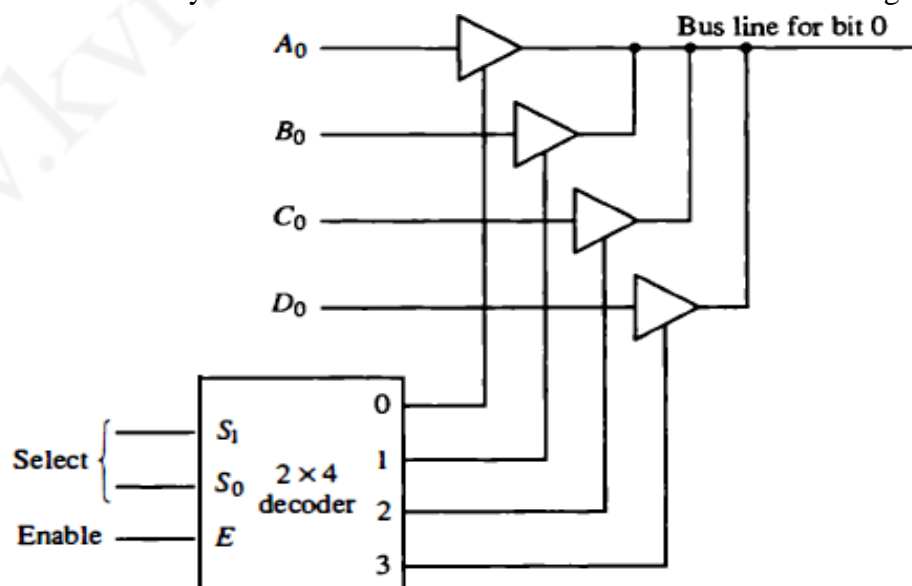 Bus line for bit 0
A0
B0
C0
D0
0
S1
Select
1
2 × 4
S0
decoder
2
Enable
E
3